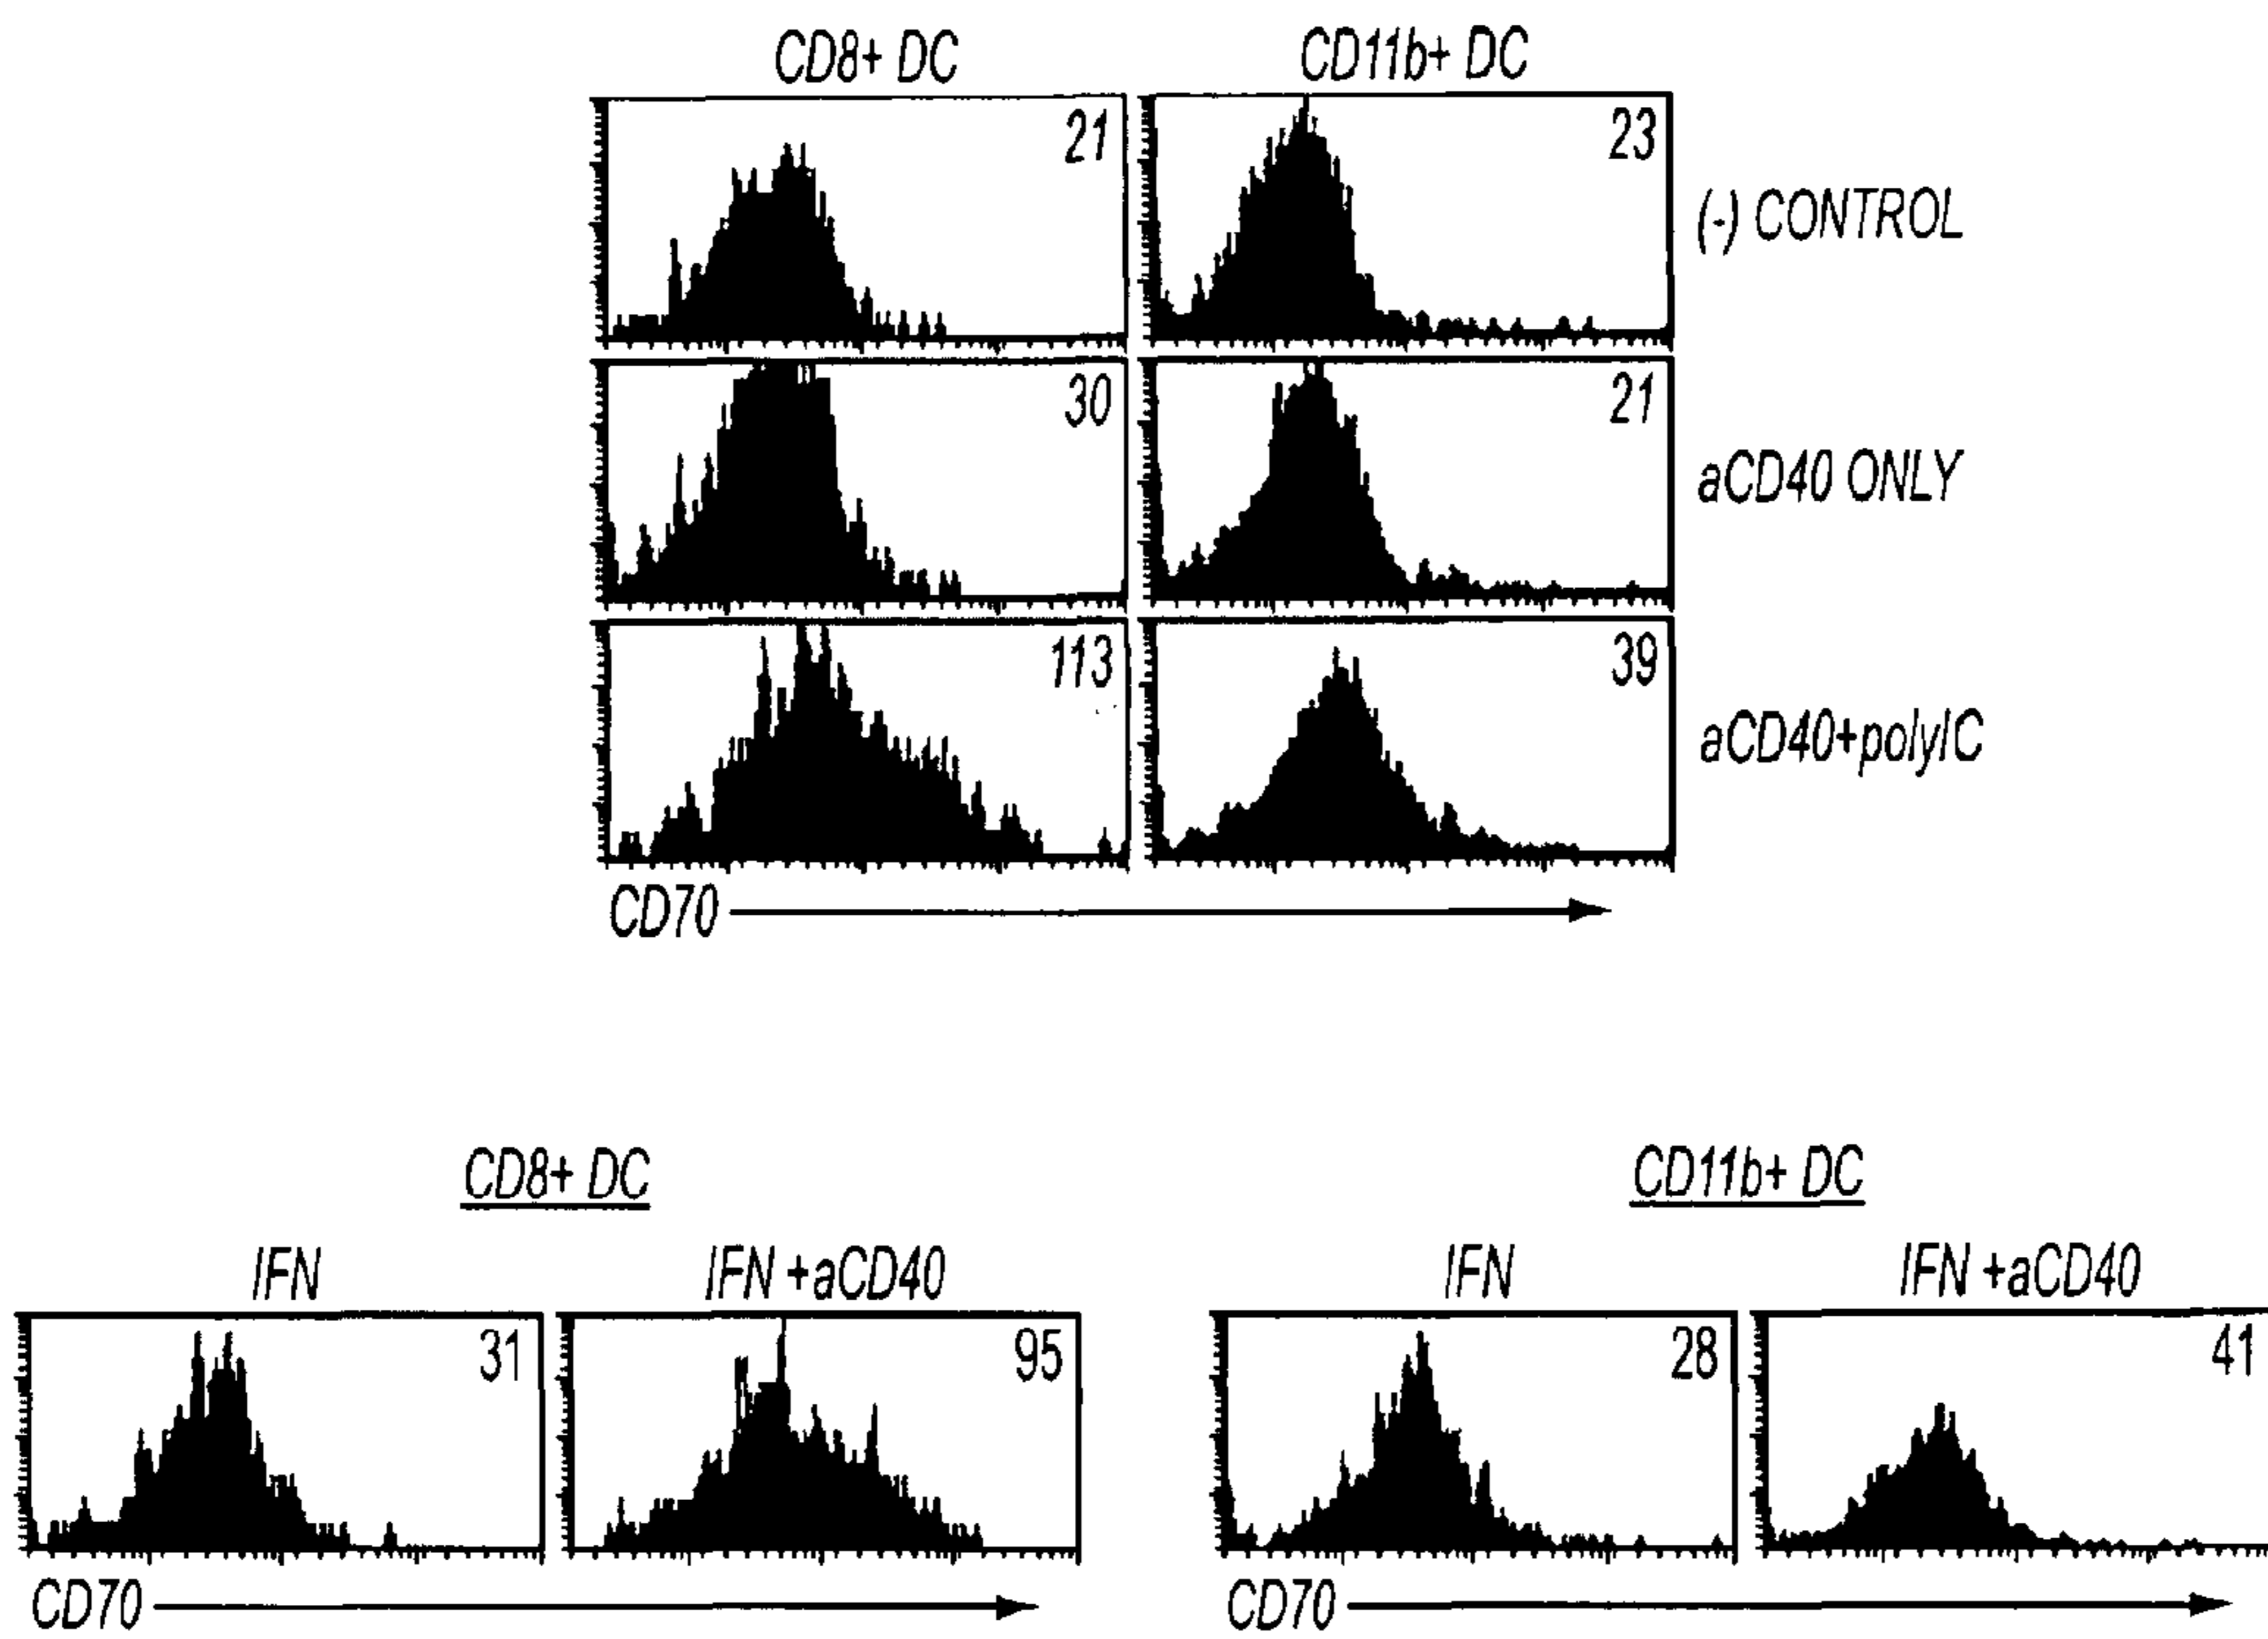 CD8+ DC CD11b+ DC
21 23 (-) CONTROL
30 21 aCD40 ONLY
113 39 aCD40+polyIC
CD70
CD8+ DC CD11b+ DC
IFN IFN +aCD40 IFN IFN +aCD40
31 95 28 41
CD70 CD70